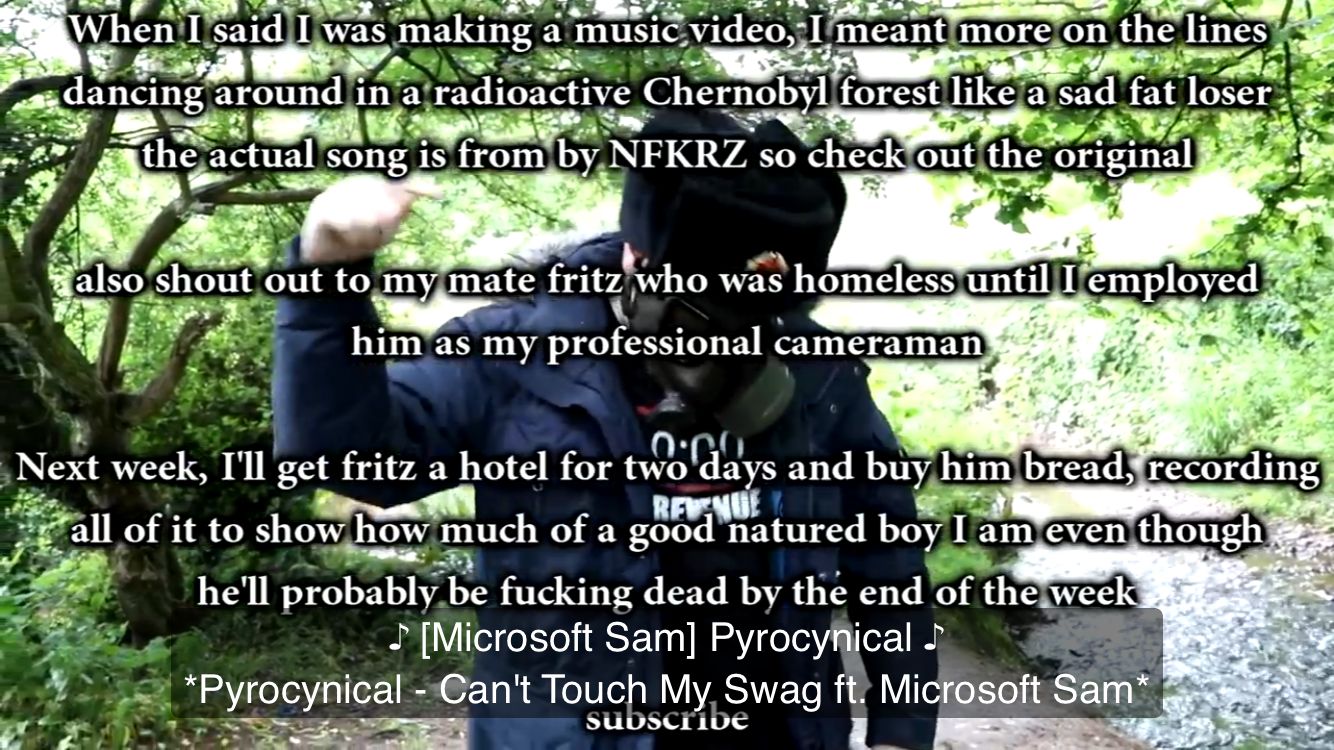 When I said I was making a music video, I meant more on the lines
dancing around in a radioactive Chernobyl forest like a sad fat loser
the actual song is from by NFKRZ so check out the original
also shout out to my mate fritz who was homeless until I employed
him as my professional cameraman
0:00
REVENUE
Next week, I'll get fritz a hotel for two days and buy him bread, recording
all of it to show how much of a good natured boy I am even though
he'll probably be fucking dead by the end of the week
♪ [Microsoft Sam] Pyrocynical ♪
*Pyrocynical - Can't Touch My Swag ft. Microsoft Sam*
subscribe